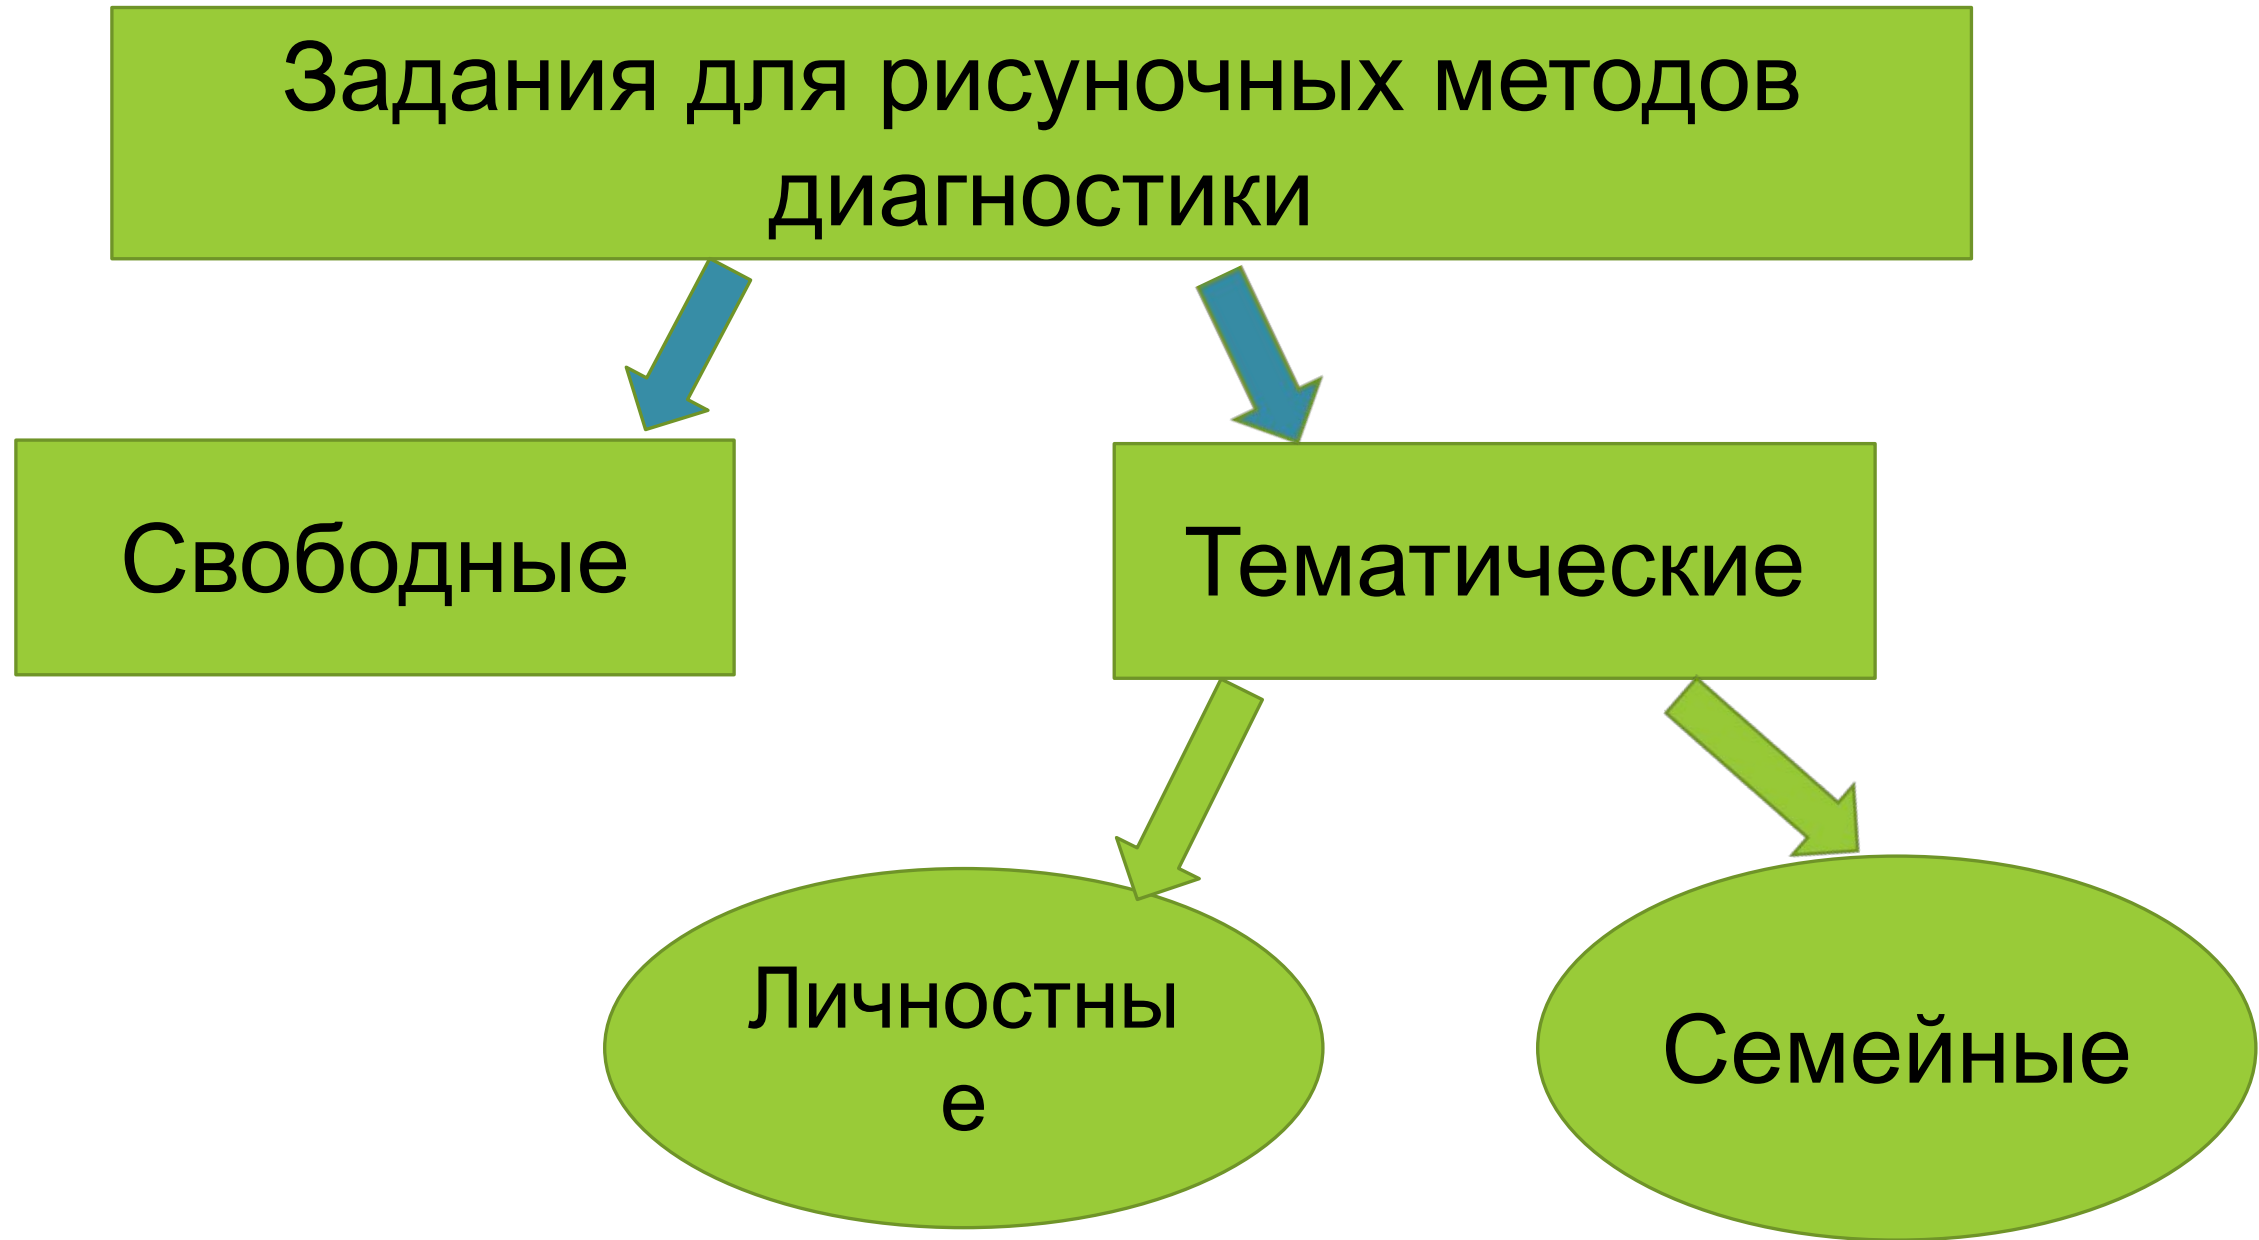 Задания для рисуночных методов
диагностики
Свободные
Тематические
Личностны
е
Семейные